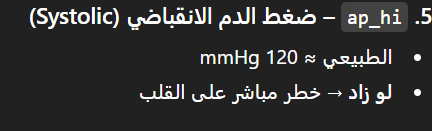 5. ap_hi – ضغط الدم الانقباضي (Systolic)
• الطبيعي ≈ 120 mmHg
• لو زاد → خطر مباشر على القلب